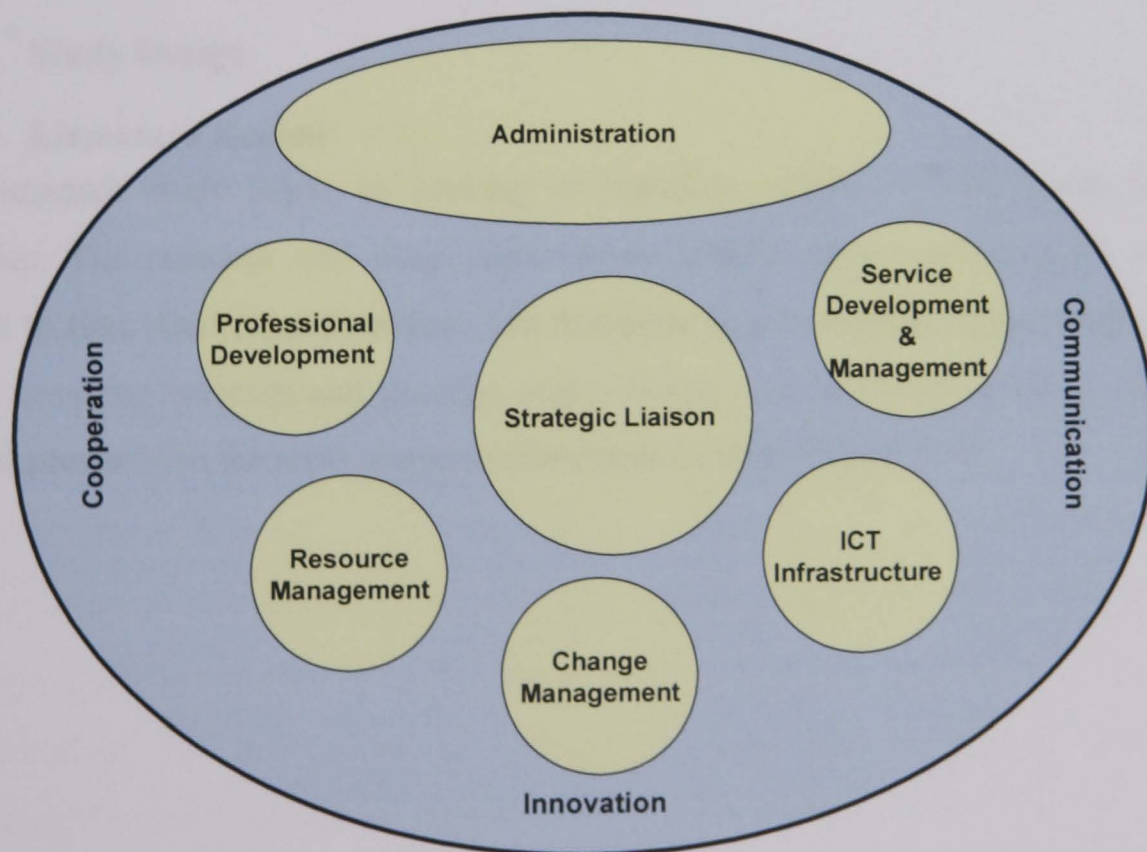 Administration
Professional
Development
Service
Development
&
Management
Strategic Liaison
Cooperation
Communication
Resource
Management
ICT
Infrastructure
Change
Management
Innovation